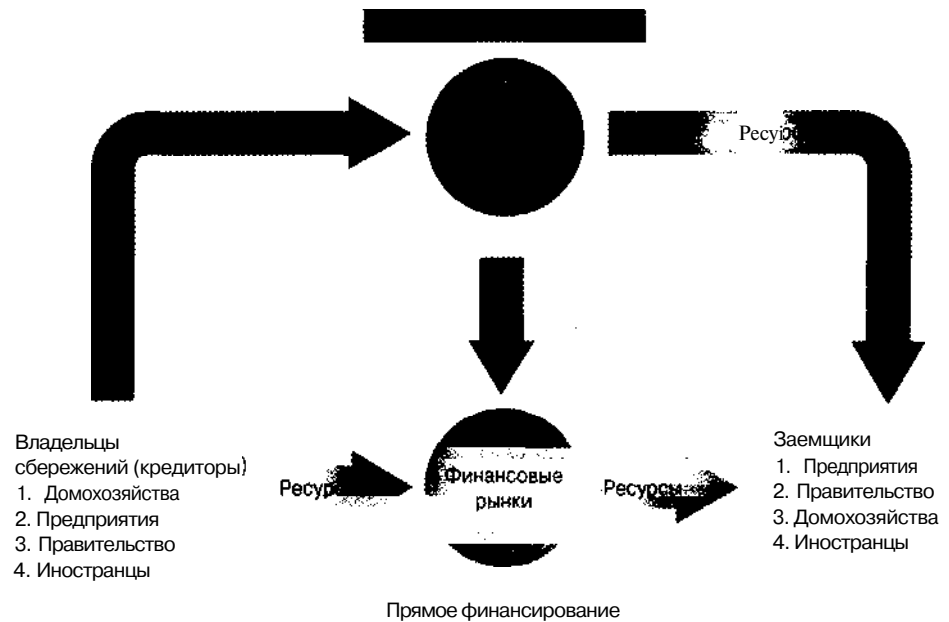 Владельцы
сбережений (кредиторы)
1. Домохозяйства
2. Предприятия
3. Правительство
4. Иностранцы
Финансовые
рынки
Ресурсы
Заемщики
1. Предприятия
2. Правительство
3. Домохозяйства
4. Иностранцы
Прямое финансирование